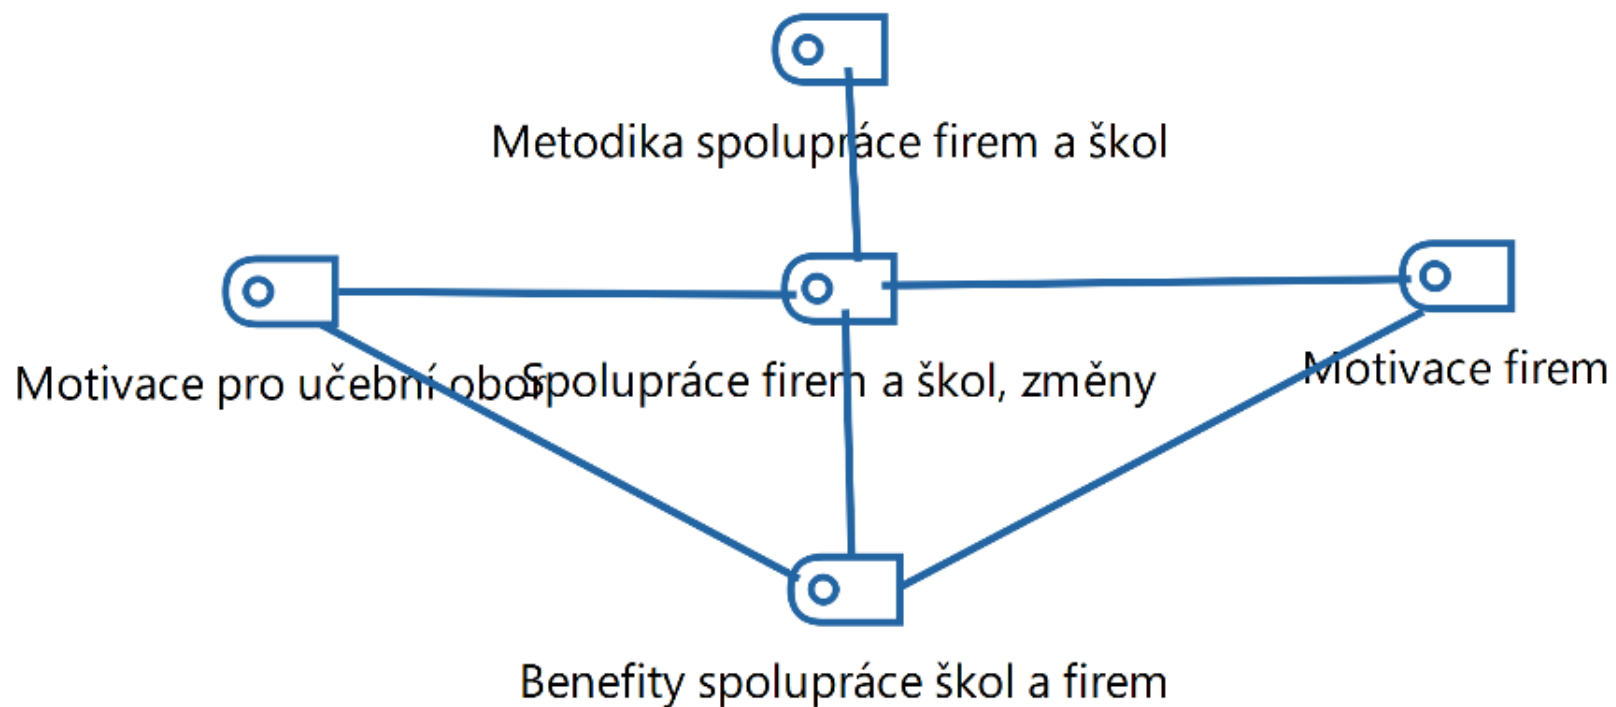 Metodika spolupráce firem a škol
Motivace pro učební obor
Spolupráce firem a škol, změny
Motivace firem
Benefity spolupráce škol a firem